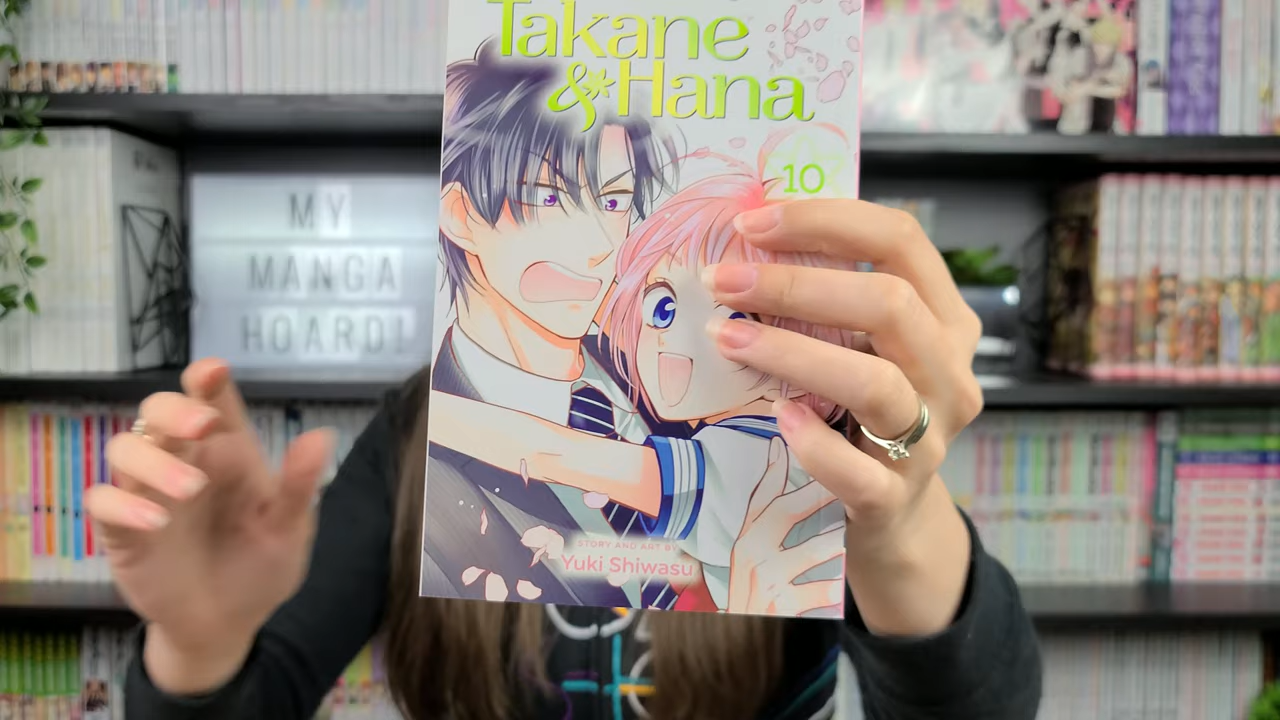 Takane
& Hana
10
MY
MANGA
HOARD!
STORY AND ART BY
Yuki Shiwasu